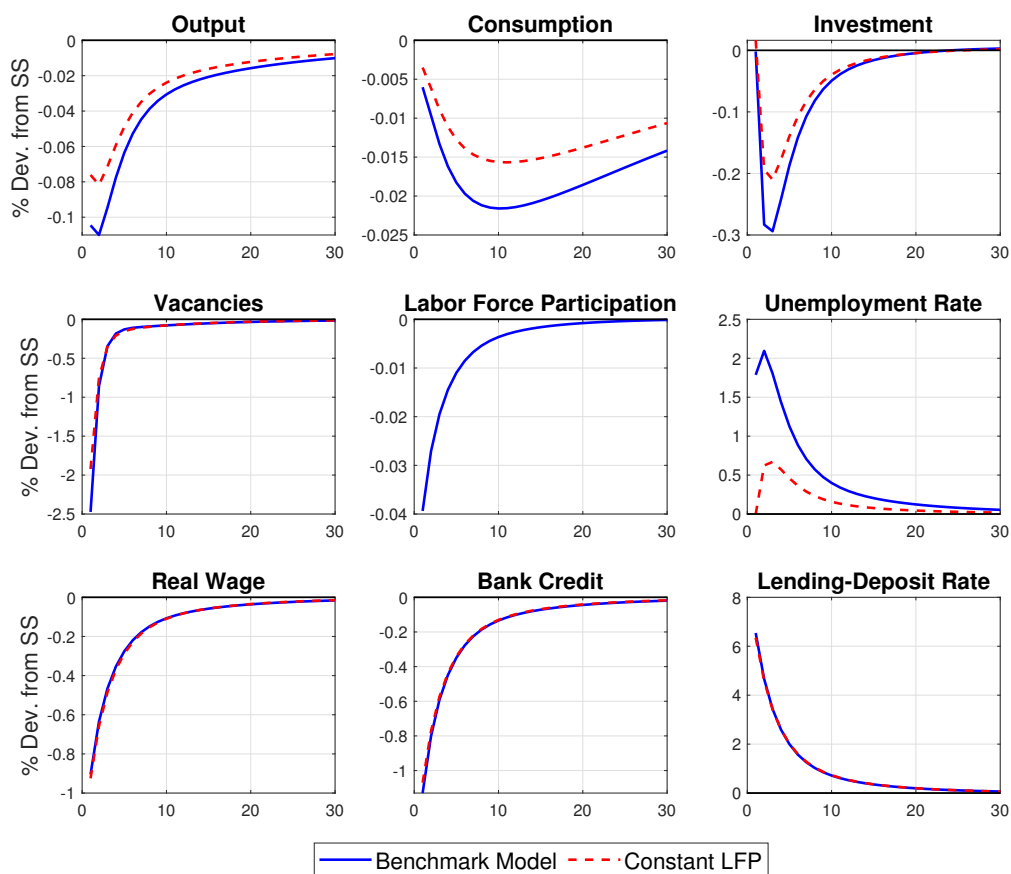 Output
Consumption
Investment
% Dev. from SS
0
-0.02
-0.04
-0.06
-0.08
-0.1
0 10 20 30
0
-0.005
-0.01
-0.015
-0.02
-0.025
0 10 20 30
0
-0.1
-0.2
-0.3
0 10 20 30
Vacancies
Labor Force Participation
Unemployment Rate
% Dev. from SS
0
-0.5
-1
-1.5
-2
-2.5
0 10 20 30
0
-0.01
-0.02
-0.03
-0.04
0 10 20 30
2.5
2
1.5
1
0.5
0
0 10 20 30
Real Wage
Bank Credit
Lending-Deposit Rate
% Dev. from SS
0
-0.2
-0.4
-0.6
-0.8
-1
0 10 20 30
0
-0.2
-0.4
-0.6
-0.8
-1
0 10 20 30
8
6
4
2
0
0 10 20 30
Benchmark Model Constant LFP